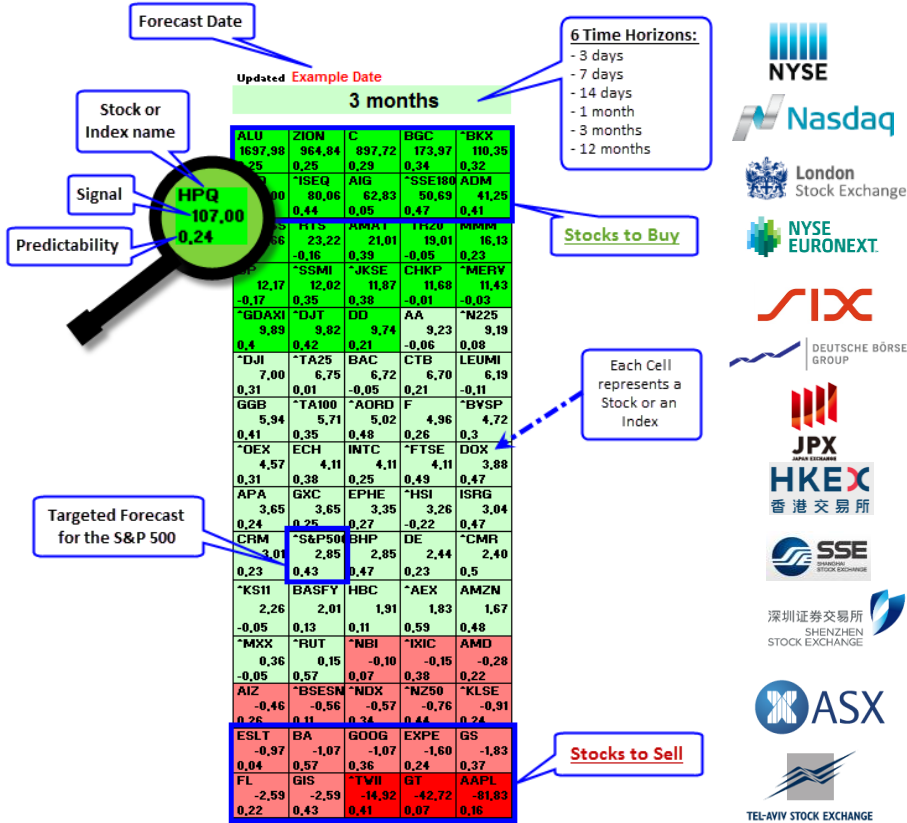 Forecast Date
Updated Example Date
3 months
6 Time Horizons:
- 3 days
- 7 days
- 14 days
- 1 month
- 3 months
- 12 months
Stock or
Index name
Signal
Predictability
HPQ
107,00
0,24
ALU ZION C BGC ^BKX
1697,98 964,84 897,72 173,97 110,35
0,25 0,29 0,34 0,32
^ISEQ AIG ^SSE180 ADM
80,06 62,83 50,69 41,25
0,44 0,05 0,47 0,41
RTS AMAT TR20 MMM
23,22 21,01 19,01 16,13
-0,16 0,39 -0,05 0,23
^SSMI ^JKSE CHKP ^MERV
12,17 12,02 11,87 11,68 11,43
-0,17 0,35 0,38 -0,01 -0,03
^GDAXI ^DJT DD AA ^N225
9,89 9,82 9,74 9,23 9,19
0,4 0,42 0,21 -0,06 0,08
^DJI ^TA25 BAC CTB LEUMI
7,00 6,75 6,72 6,70 6,19
0,31 0,01 -0,05 0,21 -0,11
GGB ^TA100 ^AORD F ^BVSP
5,94 5,71 5,02 4,96 4,72
0,41 0,35 0,48 0,26 0,3
^OEX ECH INTC ^FTSE DOX
4,57 4,11 4,11 4,11 3,88
0,31 0,38 0,25 0,49 0,47
APA GXC EPHE ^HSI ISRG
3,65 3,65 3,35 3,26 3,04
0,24 0,25 0,27 -0,22 0,47
CRM ^S&P500 BHP DE ^CMR
3,01 2,85 2,85 2,44 2,40
0,23 0,43 0,47 0,23 0,5
^KS11 BASFY HBC ^AEX AMZN
2,26 2,01 1,91 1,83 1,67
-0,05 0,13 0,11 0,59 0,48
^MXX ^RUT ^NBI ^IXIC AMD
0,36 0,15 -0,10 -0,15 -0,28
-0,05 0,57 0,07 0,38 0,22
AIZ ^BSESN ^NDX ^NZ50 ^KLSE
-0,46 -0,56 -0,57 -0,76 -0,91
0,26 0,11 0,34 0,44 0,24
ESLT BA GOOG EXPE GS
-0,97 -1,07 -1,07 -1,60 -1,83
0,04 0,57 0,36 0,24 0,37
FL GIS ^TWII GT AAPL
-2,59 -2,59 -14,92 -42,72 -81,83
0,22 0,43 0,41 0,07 0,16
Stocks to Buy
Each Cell
represents a
Stock or an
Index
Targeted Forecast
for the S&P 500
Stocks to Sell
NYSE
Nasdaq
London
Stock Exchange
NYSE
EURONEXT.
SIX
DEUTSCHE BÖRSE
GROUP
JPX
JAPAN EXCHANGE
HKEX
香港交易所
SSE
SHANGHAI
STOCK EXCHANGE
深圳证券交易所
SHENZHEN
STOCK EXCHANGE
ASX
TEL-AVIV STOCK EXCHANGE